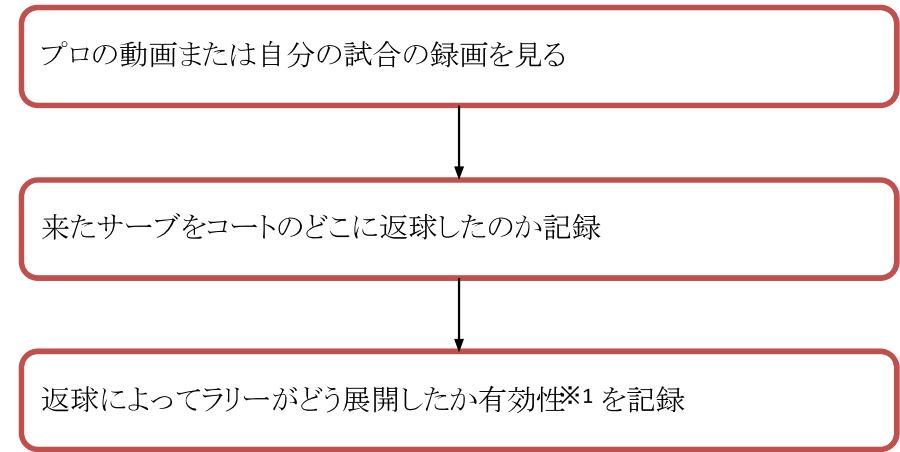 プロの動画または自分の試合の録画を見る
来たサーブをコートのどこに返球したのか記録
返球によってラリーがどう展開したか有効性※1 を記録